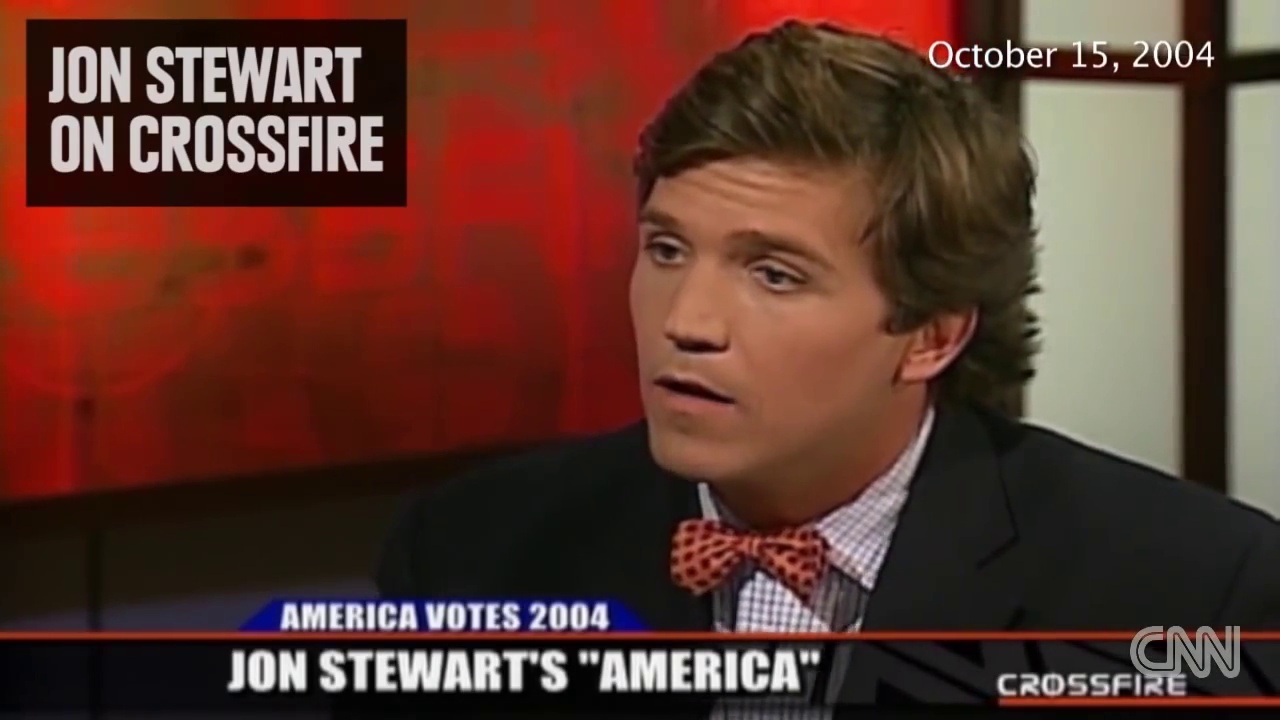 JON STEWART
ON CROSSFIRE
October 15, 2004
AMERICA VOTES 2004
JON STEWART'S "AMERICA"
CNN
CROSSFIRE